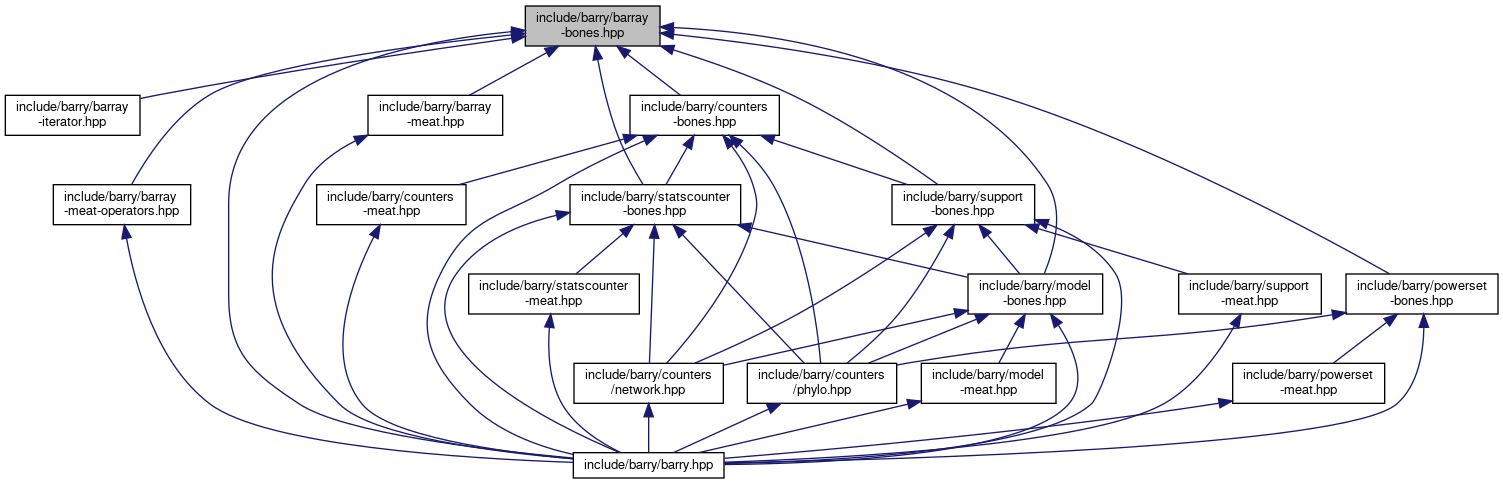 include/barry/barray
-bones.hpp
include/barry/barray
-iterator.hpp
include/barry/barray
-meat.hpp
include/barry/counters
-bones.hpp
include/barry/barray
-meat-operators.hpp
include/barry/counters
-meat.hpp
include/barry/statscounter
-bones.hpp
include/barry/support
-bones.hpp
include/barry/statscounter
-meat.hpp
include/barry/model
-bones.hpp
include/barry/support
-meat.hpp
include/barry/powerset
-bones.hpp
include/barry/counters
/network.hpp
include/barry/counters
/phylo.hpp
include/barry/model
-meat.hpp
include/barry/powerset
-meat.hpp
include/barry/barry.hpp